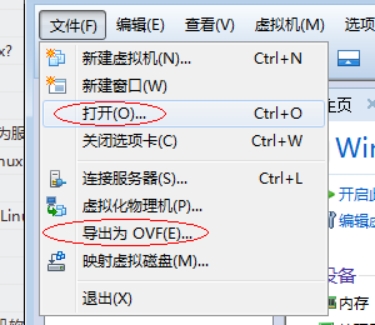 文件(F) 编辑(E) 查看(V) 虚拟机(M) 选项
x?
新建虚拟机(N)... Ctrl+N
新建窗口(W)
打开(O)... Ctrl+O
主页
为服
关闭选项卡(C) Ctrl+W
Win
nux
连接服务器(S)... Ctrl+L
开启此
虚拟化物理机(P)...
Linu
编辑虚
导出为 OVF(E)...
映射虚拟磁盘(M)...
设备
退出(X)
内存